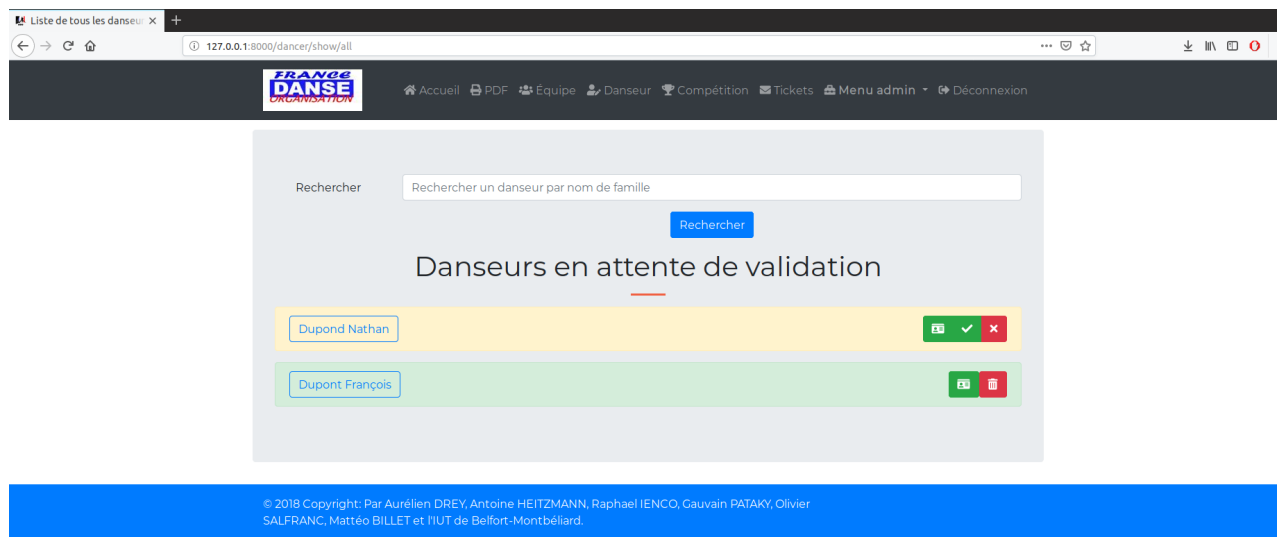 Liste de tous les danseur
127.0.0.1:8000/dancer/show/all
FRANCE
DANSE
ORGANISATION
Accueil PDF Équipe Danseur Compétition Tickets Menu admin Déconnexion
Rechercher Rechercher un danseur par nom de famille
Rechercher
Danseurs en attente de validation
Dupond Nathan
Dupont François
© 2018 Copyright: Par Aurélien DREY, Antoine HEITZMANN, Raphael IENCO, Gauvain PATAKY, Olivier
SALFRANC, Mattéo BILLET et l'IUT de Belfort-Montbéliard.